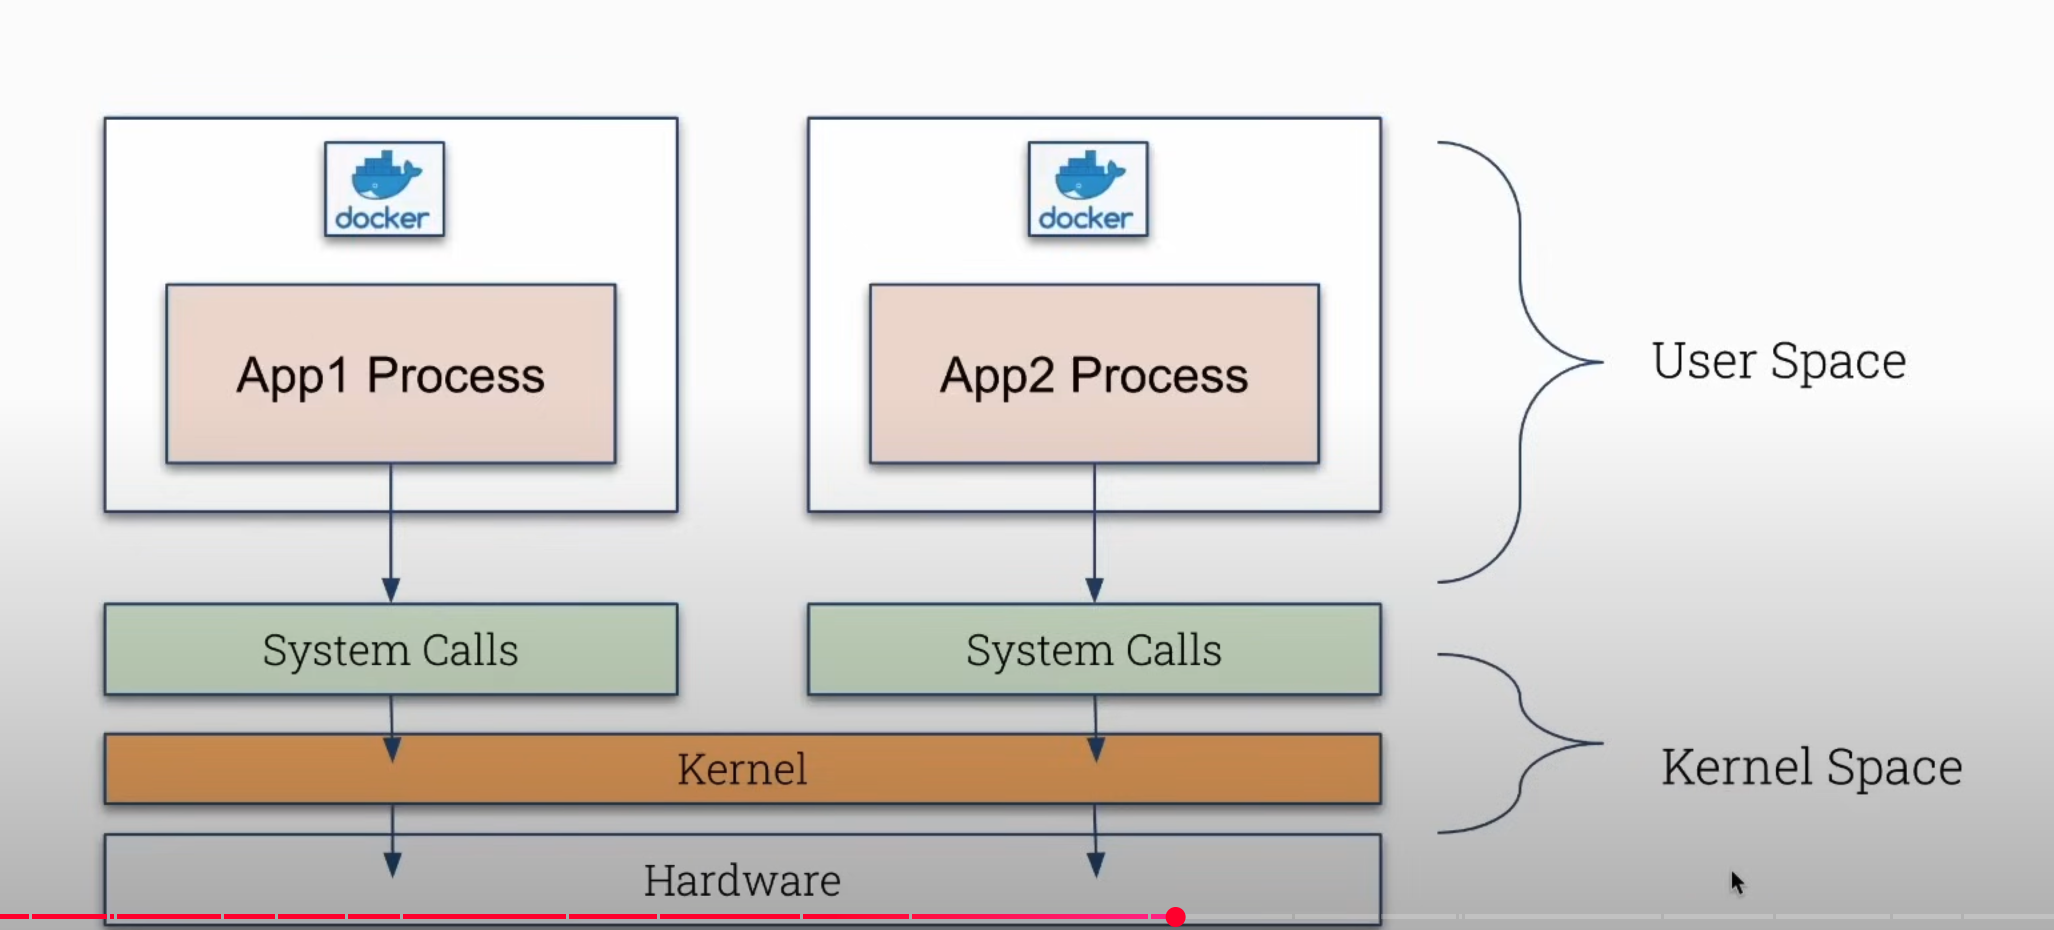 docker
docker
App1 Process
App2 Process
User Space
System Calls
System Calls
Kernel
Kernel Space
Hardware